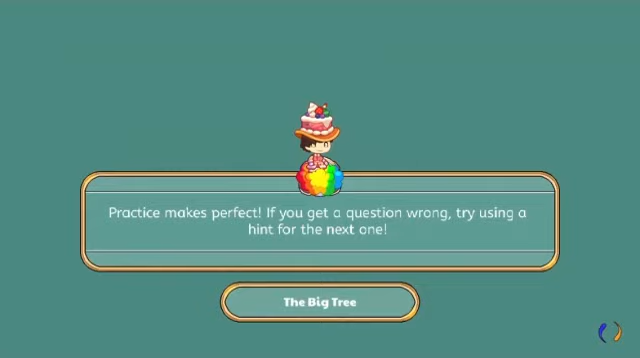 Practice makes perfect! If you get a question wrong, try using a
hint for the next one!
The Big Tree